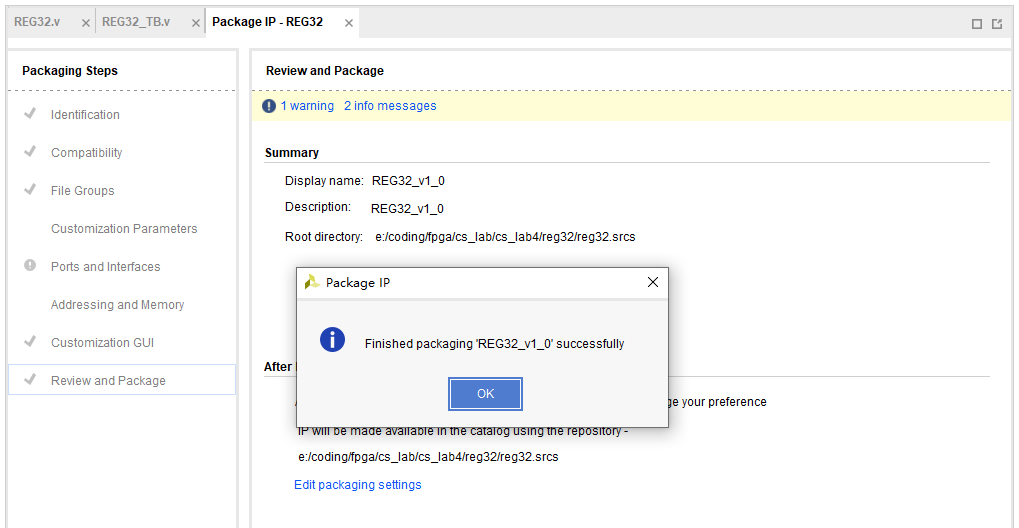 REG32.v
REG32_TB.v
Package IP - REG32
Packaging Steps
Identification
Compatibility
File Groups
Customization Parameters
Ports and Interfaces
Addressing and Memory
Customization GUI
Review and Package
Review and Package
1 warning 2 info messages
Summary
Display name: REG32_v1_0
Description: REG32_v1_0
Root directory: e:/coding/fpga/cs_lab/cs_lab4/reg32/reg32.srcs
Package IP
Finished packaging 'REG32_v1_0' successfully
OK
After
your preference
IP will be made available in the catalog using the repository -
e:/coding/fpga/cs_lab/cs_lab4/reg32/reg32.srcs
Edit packaging settings